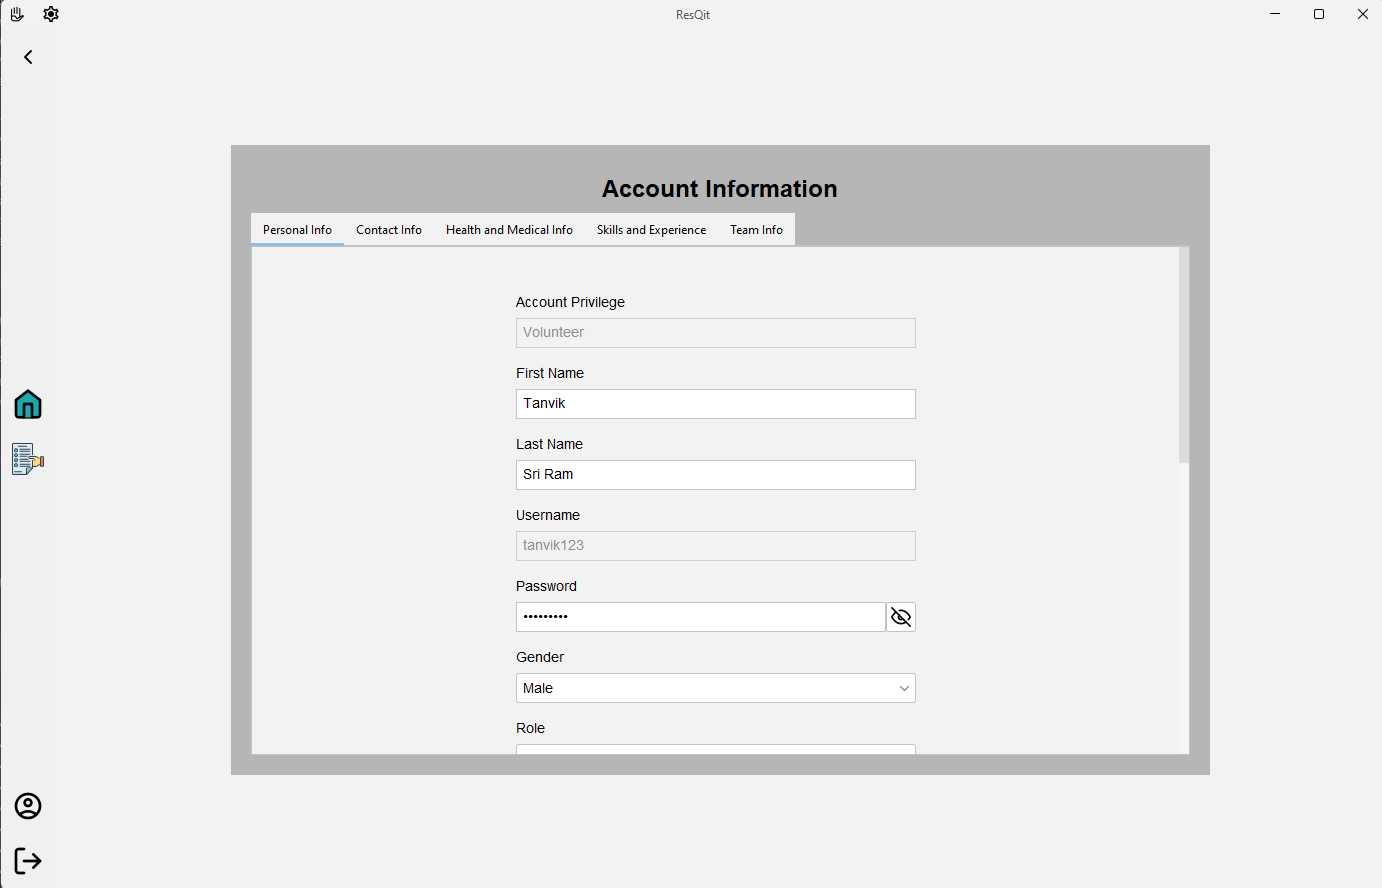 ResQit
Account Information
Personal Info Contact Info Health and Medical Info Skills and Experience Team Info
Account Privilege
Volunteer
First Name
Tanvik
Last Name
Sri Ram
Username
tanvik123
Password
•••••••••
Gender
Male
Role